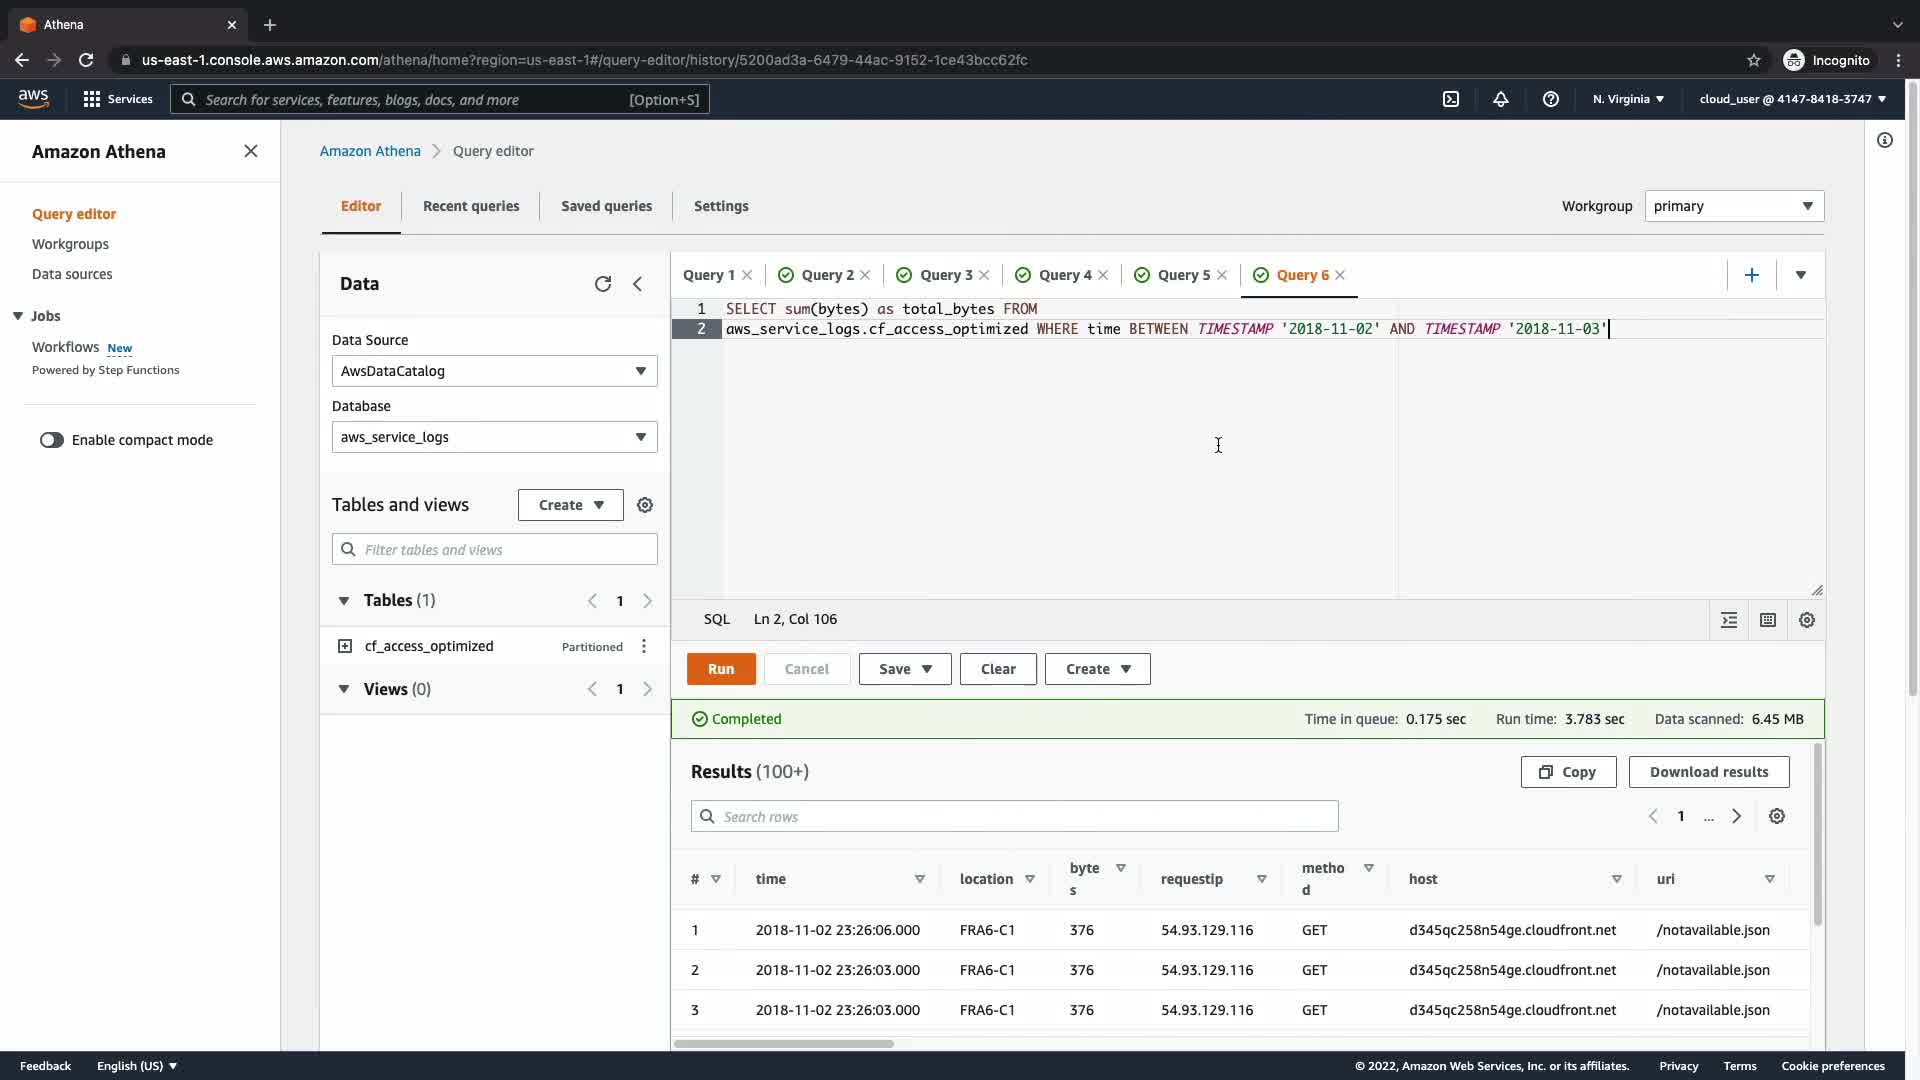 Athena
us-east-1.console.aws.amazon.com/athena/home?region=us-east-1#/query-editor/history/5200ad3a-6479-44ac-9152-1ce43bcc62fc
Incognito
aws
Services
Search for services, features, blogs, docs, and more
[Option+S]
N. Virginia
cloud_user @ 4147-8418-3747
Amazon Athena
Query editor
Workgroups
Data sources
Jobs
Workflows New
Powered by Step Functions
Enable compact mode
Amazon Athena
Query editor
Editor
Recent queries
Saved queries
Settings
Workgroup
primary
Data
Data Source
AwsDataCatalog
Database
aws_service_logs
Tables and views
Create
Filter tables and views
Tables (1)
1
cf_access_optimized
Partitioned
Views (0)
1
Query 1
Query 2
Query 3
Query 4
Query 5
Query 6
1 SELECT sum(bytes) as total_bytes FROM
2 aws_service_logs.cf_access_optimized WHERE time BETWEEN TIMESTAMP '2018-11-02' AND TIMESTAMP '2018-11-03'
SQL
Ln 2, Col 106
Run
Cancel
Save
Clear
Create
Completed
Time in queue: 0.175 sec
Run time: 3.783 sec
Data scanned: 6.45 MB
Results (100+)
Copy
Download results
Search rows
1
...
# time location bytes requestip method host uri
1 2018-11-02 23:26:06.000 FRA6-C1 376 54.93.129.116 GET d345qc258n54ge.cloudfront.net /notavailable.json
2 2018-11-02 23:26:03.000 FRA6-C1 376 54.93.129.116 GET d345qc258n54ge.cloudfront.net /notavailable.json
3 2018-11-02 23:26:03.000 FRA6-C1 376 54.93.129.116 GET d345qc258n54ge.cloudfront.net /notavailable.json
Feedback
English (US)
© 2022, Amazon Web Services, Inc. or its affiliates.
Privacy
Terms
Cookie preferences